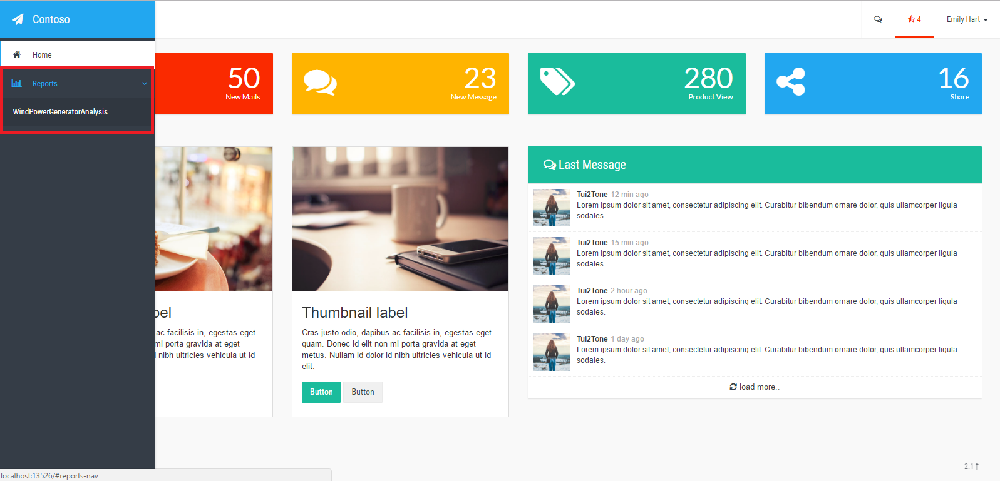 Contoso
4
Emily Hart
Home
Reports
WindPowerGeneratorAnalysis
50
New Mails
23
New Message
280
Product View
16
Share
ac facilisis in, egestas eget
mi porta gravida at eget
nibh ultricies vehicula ut id
Thumbnail label
Cras justo odio, dapibus ac facilisis in, egestas eget
quam. Donec id elit non mi porta gravida at eget
metus. Nullam id dolor id nibh ultricies vehicula ut id
elit.
Button
Button
Last Message
Tui2Tone 12 min ago
Lorem ipsum dolor sit amet, consectetur adipiscing elit. Curabitur bibendum ornare dolor, quis ullamcorper ligula
sodales.
Tui2Tone 15 min ago
Lorem ipsum dolor sit amet, consectetur adipiscing elit. Curabitur bibendum ornare dolor, quis ullamcorper ligula
sodales.
Tui2Tone 2 hour ago
Lorem ipsum dolor sit amet, consectetur adipiscing elit. Curabitur bibendum ornare dolor, quis ullamcorper ligula
sodales.
Tui2Tone 1 day ago
Lorem ipsum dolor sit amet, consectetur adipiscing elit. Curabitur bibendum ornare dolor, quis ullamcorper ligula
sodales.
load more..
2.1
localhost:13526/#reports-nav